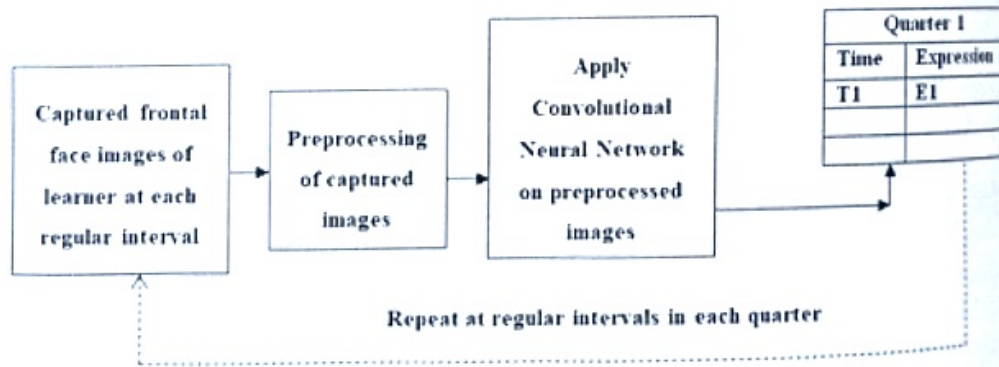 Captured frontal
face images of
learner at each
regular interval
Preprocessing
of captured
images
Apply
Convolutional
Neural Network
on preprocessed
images
Quarter 1
Time Expression
T1 E1
Repeat at regular intervals in each quarter